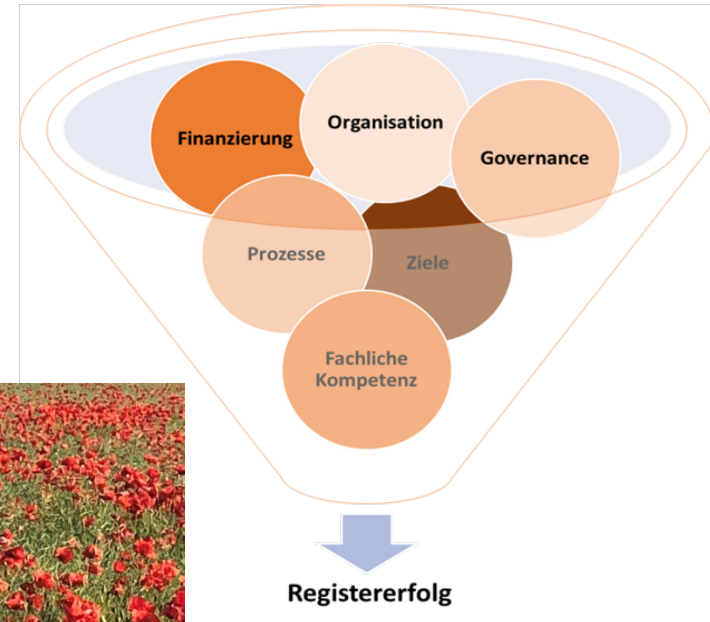 Finanzierung
Organisation
Governance
Prozesse
Ziele
Fachliche
Kompetenz
Registererfolg